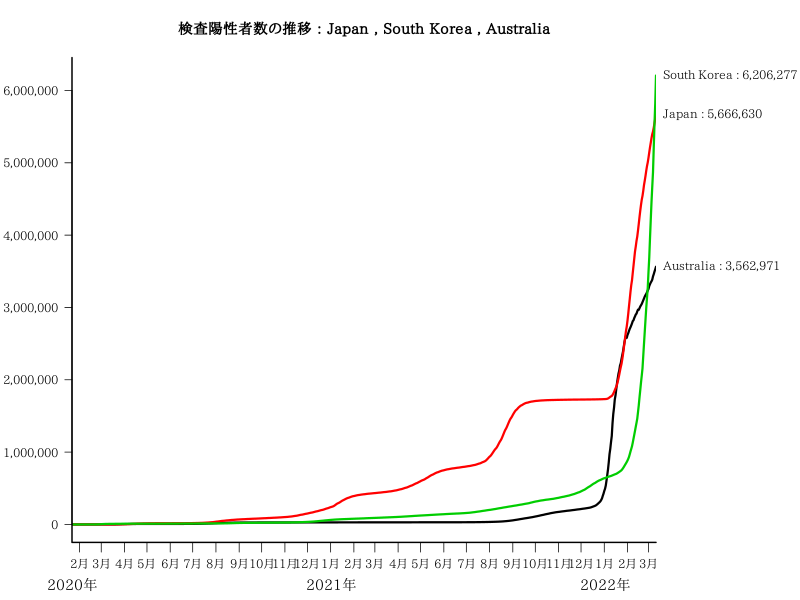 検査陽性者数の推移 : Japan , South Korea , Australia
South Korea : 6,206,277
Japan : 5,666,630
Australia : 3,562,971
6,000,000
5,000,000
4,000,000
3,000,000
2,000,000
1,000,000
0
2月 3月 4月 5月 6月 7月 8月 9月 10月 11月 12月 1月 2月 3月 4月 5月 6月 7月 8月 9月 10月 11月 12月 1月 2月 3月
2020年 2021年 2022年